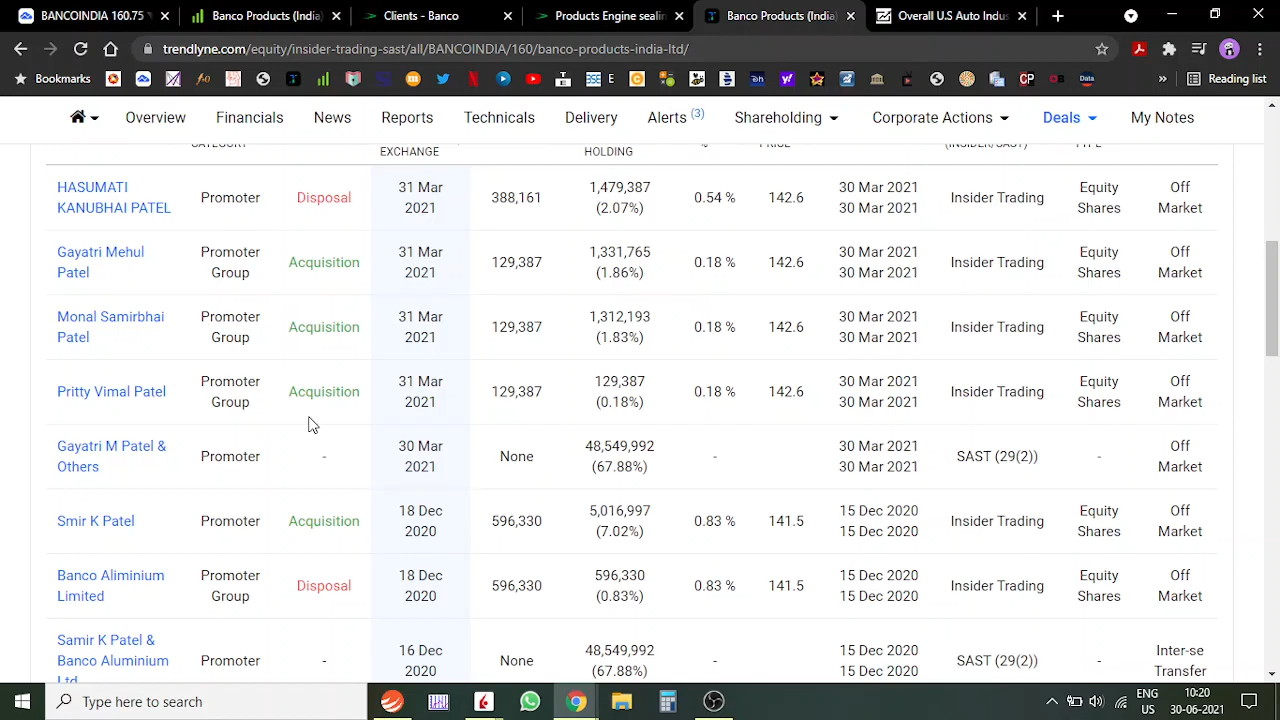 BANCOINDIA 160.75
Banco Products (India)
Clients - Banco
Products Engine sealin
Banco Products (India)
Overall U.S Auto Indus
trendlyne.com/equity/insider-trading-sast/all/BANCOINDIA/160/banco-products-india-ltd/
Bookmarks
E
CP
Data
Reading list
Overview
Financials
News
Reports
Technicals
Delivery
Alerts (3)
Shareholding
Corporate Actions
Deals
My Notes
CATEGORY
EXCHANGE
HOLDING
%
PRICE
(INSIDER/SAST)
TYPE
HASUMATI KANUBHAI PATEL Promoter Disposal 31 Mar 2021 388,161 1,479,387 (2.07%) 0.54 % 142.6 30 Mar 2021 30 Mar 2021 Insider Trading Equity Shares Off Market
Gayatri Mehul Patel Promoter Group Acquisition 31 Mar 2021 129,387 1,331,765 (1.86%) 0.18 % 142.6 30 Mar 2021 30 Mar 2021 Insider Trading Equity Shares Off Market
Monal Samirbhai Patel Promoter Group Acquisition 31 Mar 2021 129,387 1,312,193 (1.83%) 0.18 % 142.6 30 Mar 2021 30 Mar 2021 Insider Trading Equity Shares Off Market
Pritty Vimal Patel Promoter Group Acquisition 31 Mar 2021 129,387 129,387 (0.18%) 0.18 % 142.6 30 Mar 2021 30 Mar 2021 Insider Trading Equity Shares Off Market
Gayatri M Patel & Others Promoter - 30 Mar 2021 None 48,549,992 (67.88%) - 30 Mar 2021 30 Mar 2021 SAST (29(2)) - Off Market
Smir K Patel Promoter Acquisition 18 Dec 2020 596,330 5,016,997 (7.02%) 0.83 % 141.5 15 Dec 2020 15 Dec 2020 Insider Trading Equity Shares Off Market
Banco Aliminium Limited Promoter Group Disposal 18 Dec 2020 596,330 596,330 (0.83%) 0.83 % 141.5 15 Dec 2020 15 Dec 2020 Insider Trading Equity Shares Off Market
Samir K Patel & Banco Aluminium Ltd Promoter - 16 Dec 2020 None 48,549,992 (67.88%) - 15 Dec 2020 15 Dec 2020 SAST (29(2)) - Inter-se Transfer
Type here to search
ENG
IN
10:20
30-06-2021